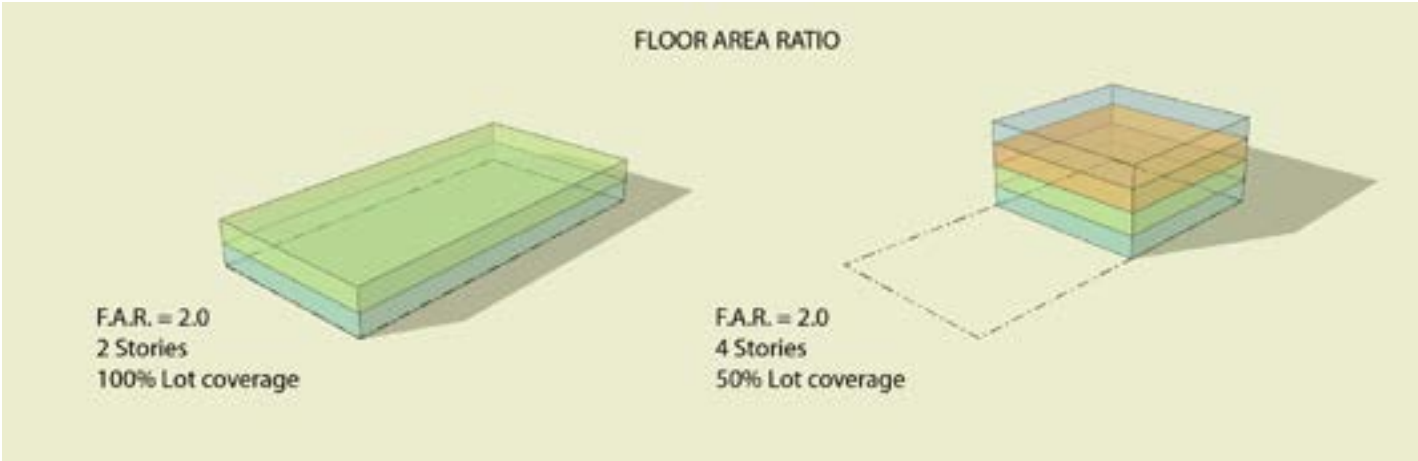 FLOOR AREA RATIO
F.A.R. = 2.0
2 Stories
100% Lot coverage
F.A.R. = 2.0
4 Stories
50% Lot coverage